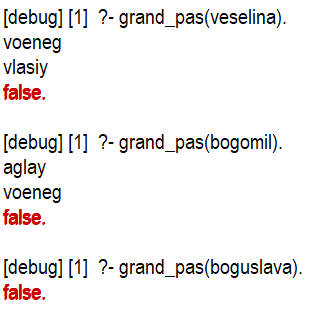 [debug] [1]  ?- grand_pas(veselina).
voeneg
vlasiy
false.
[debug] [1]  ?- grand_pas(bogomil).
aglay
voeneg
false.
[debug] [1]  ?- grand_pas(boguslava).
false.